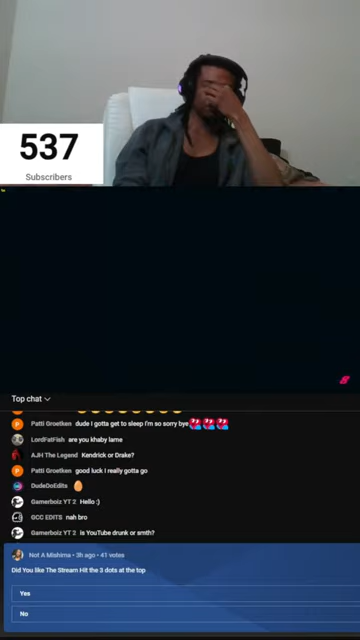 537
Subscribers
Top chat
P Patti Groetken dude I gotta get to sleep I'm so sorry bye
LordFatFish are you khaby lame
AJH The Legend Kendrick or Drake?
P Patti Groetken good luck I really gotta go
DudeOoEdits
Gamerboiz YT 2 Hello :)
GCC EDITS nah bro
Gamerboiz YT 2 is YouTube drunk or smth?
Not A Mishima • 3h ago • 41 votes
Did You like The Stream Hit the 3 dots at the top
Yes
No